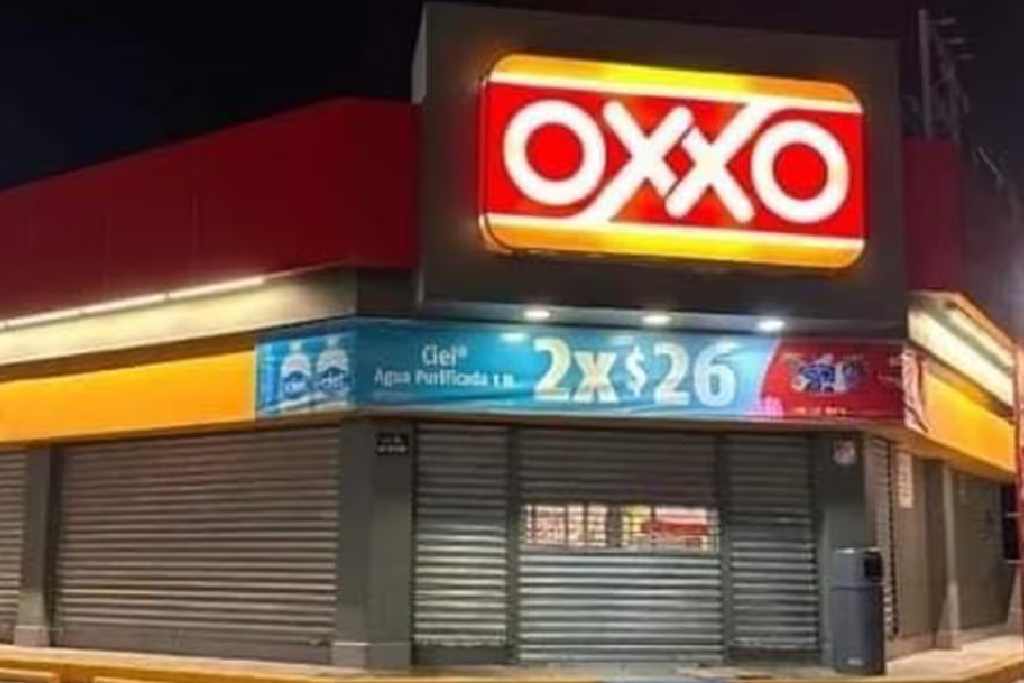 OXXO
Ciel®
Agua Purificada 1 lt.
2x$26